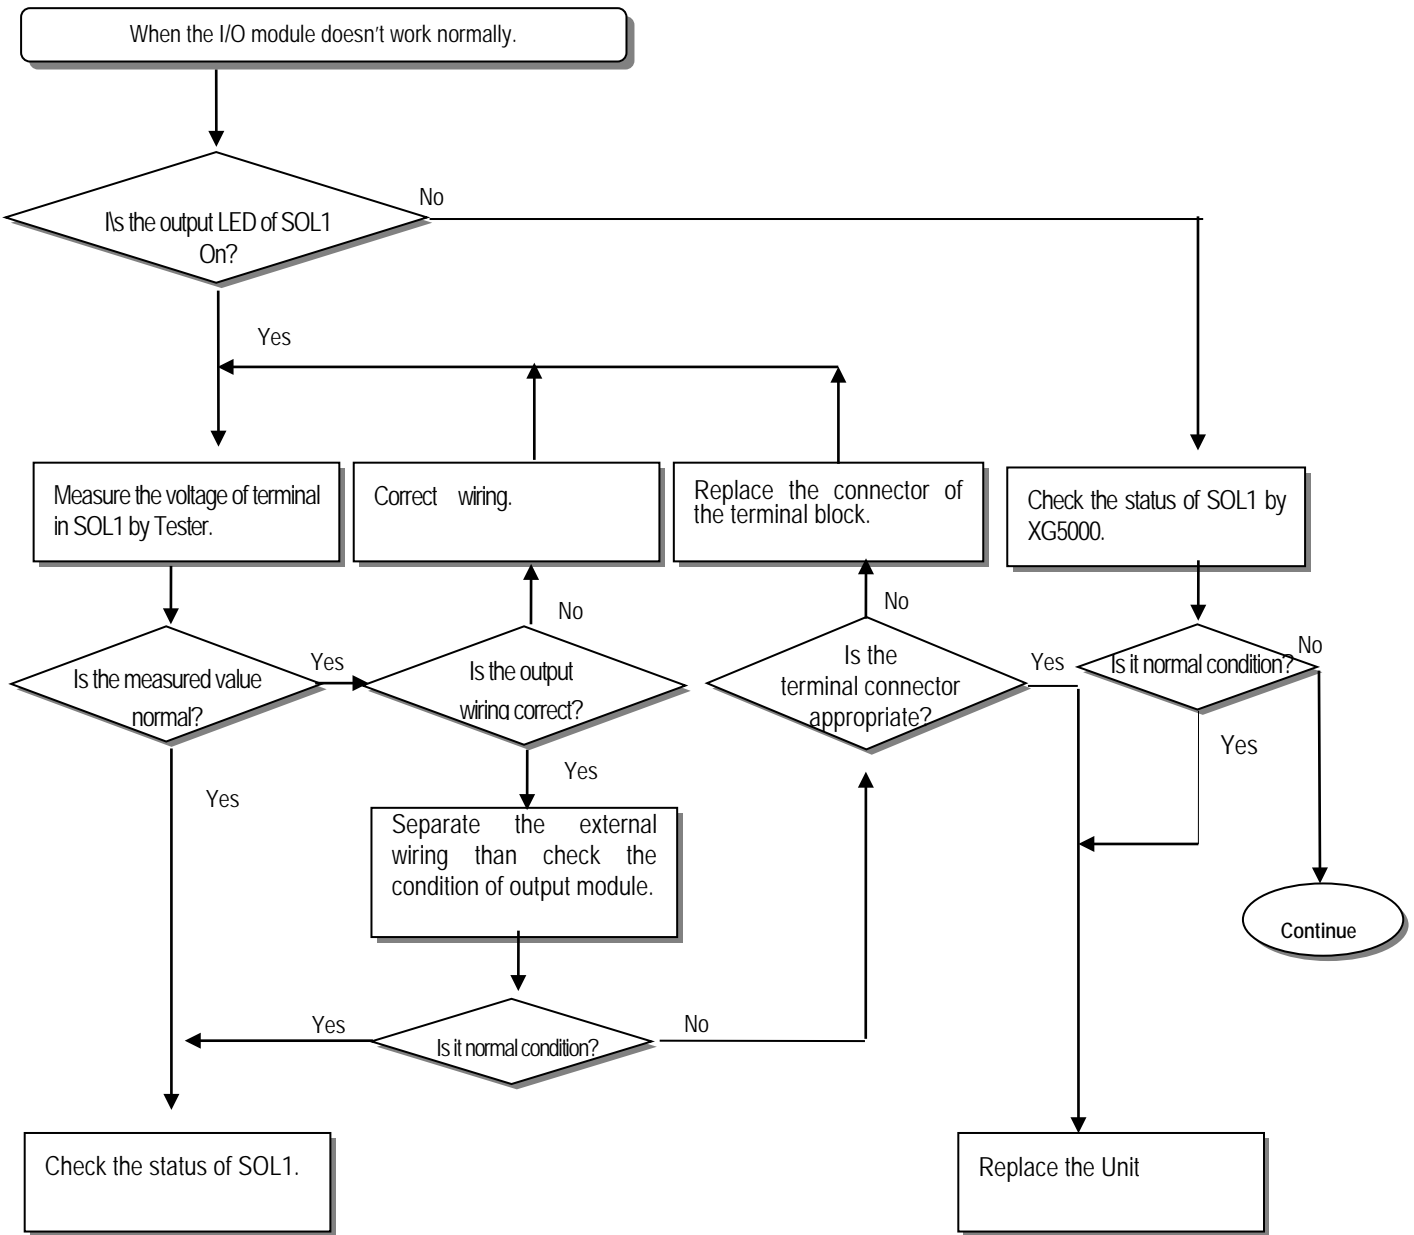 When the I/O module doesn't work normally.
No
I\s the output LED of SOL1
On?
Yes
Measure the voltage of terminal
in SOL1 by Tester.
Correct wiring.
Replace the connector of
the terminal block.
Check the status of SOL1 by
XG5000.
No
No
No
Is the measured value
normal?
Yes
Is the output
wiring correct?
Is the
terminal connector
appropriate?
Yes
Is it normal condition?
Yes
Yes
Yes
Separate the external
wiring than check the
condition of output module.
Continue
Yes
Is it normal condition?
No
Check the status of SOL1.
Replace the Unit